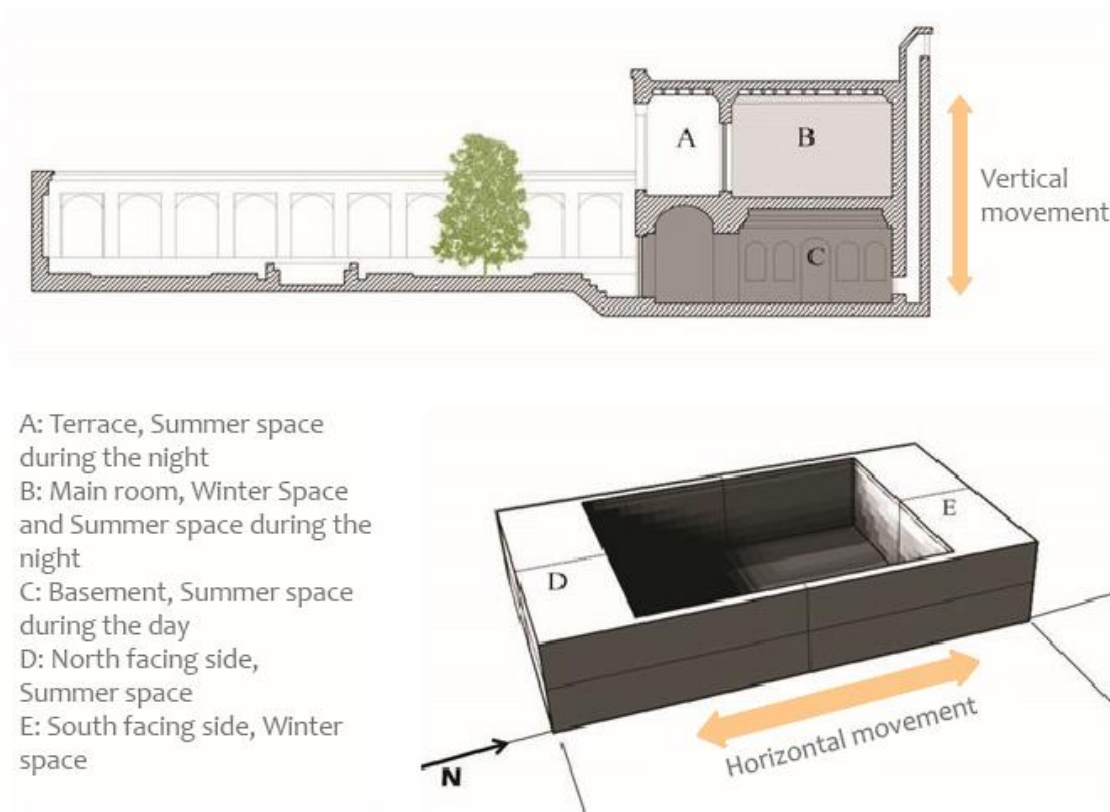 A
B
C
Vertical
movement
A: Terrace, Summer space
during the night
B: Main room, Winter Space
and Summer space during the
night
C: Basement, Summer space
during the day
D: North facing side,
Summer space
E: South facing side, Winter
space
D
E
N
Horizontal movement